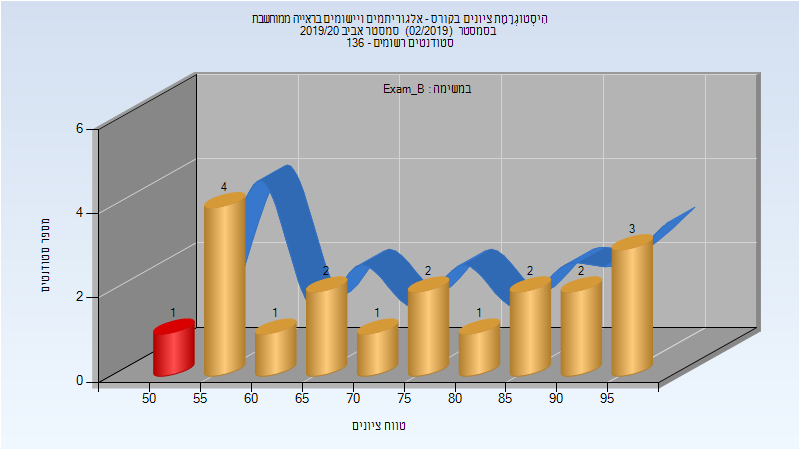 היסטוגרמת ציונים בקורס - אלגוריתמים ויישומים בראייה ממוחשבת
בסמסטר (02/2019) סמסטר אביב 2019/20
סטודנטים רשומים - 136
במשימה : Exam_B
מספר סטודנטים
6
4
2
0
1
4
1
2
1
2
1
2
2
3
50 55 60 65 70 75 80 85 90 95
טווח ציונים